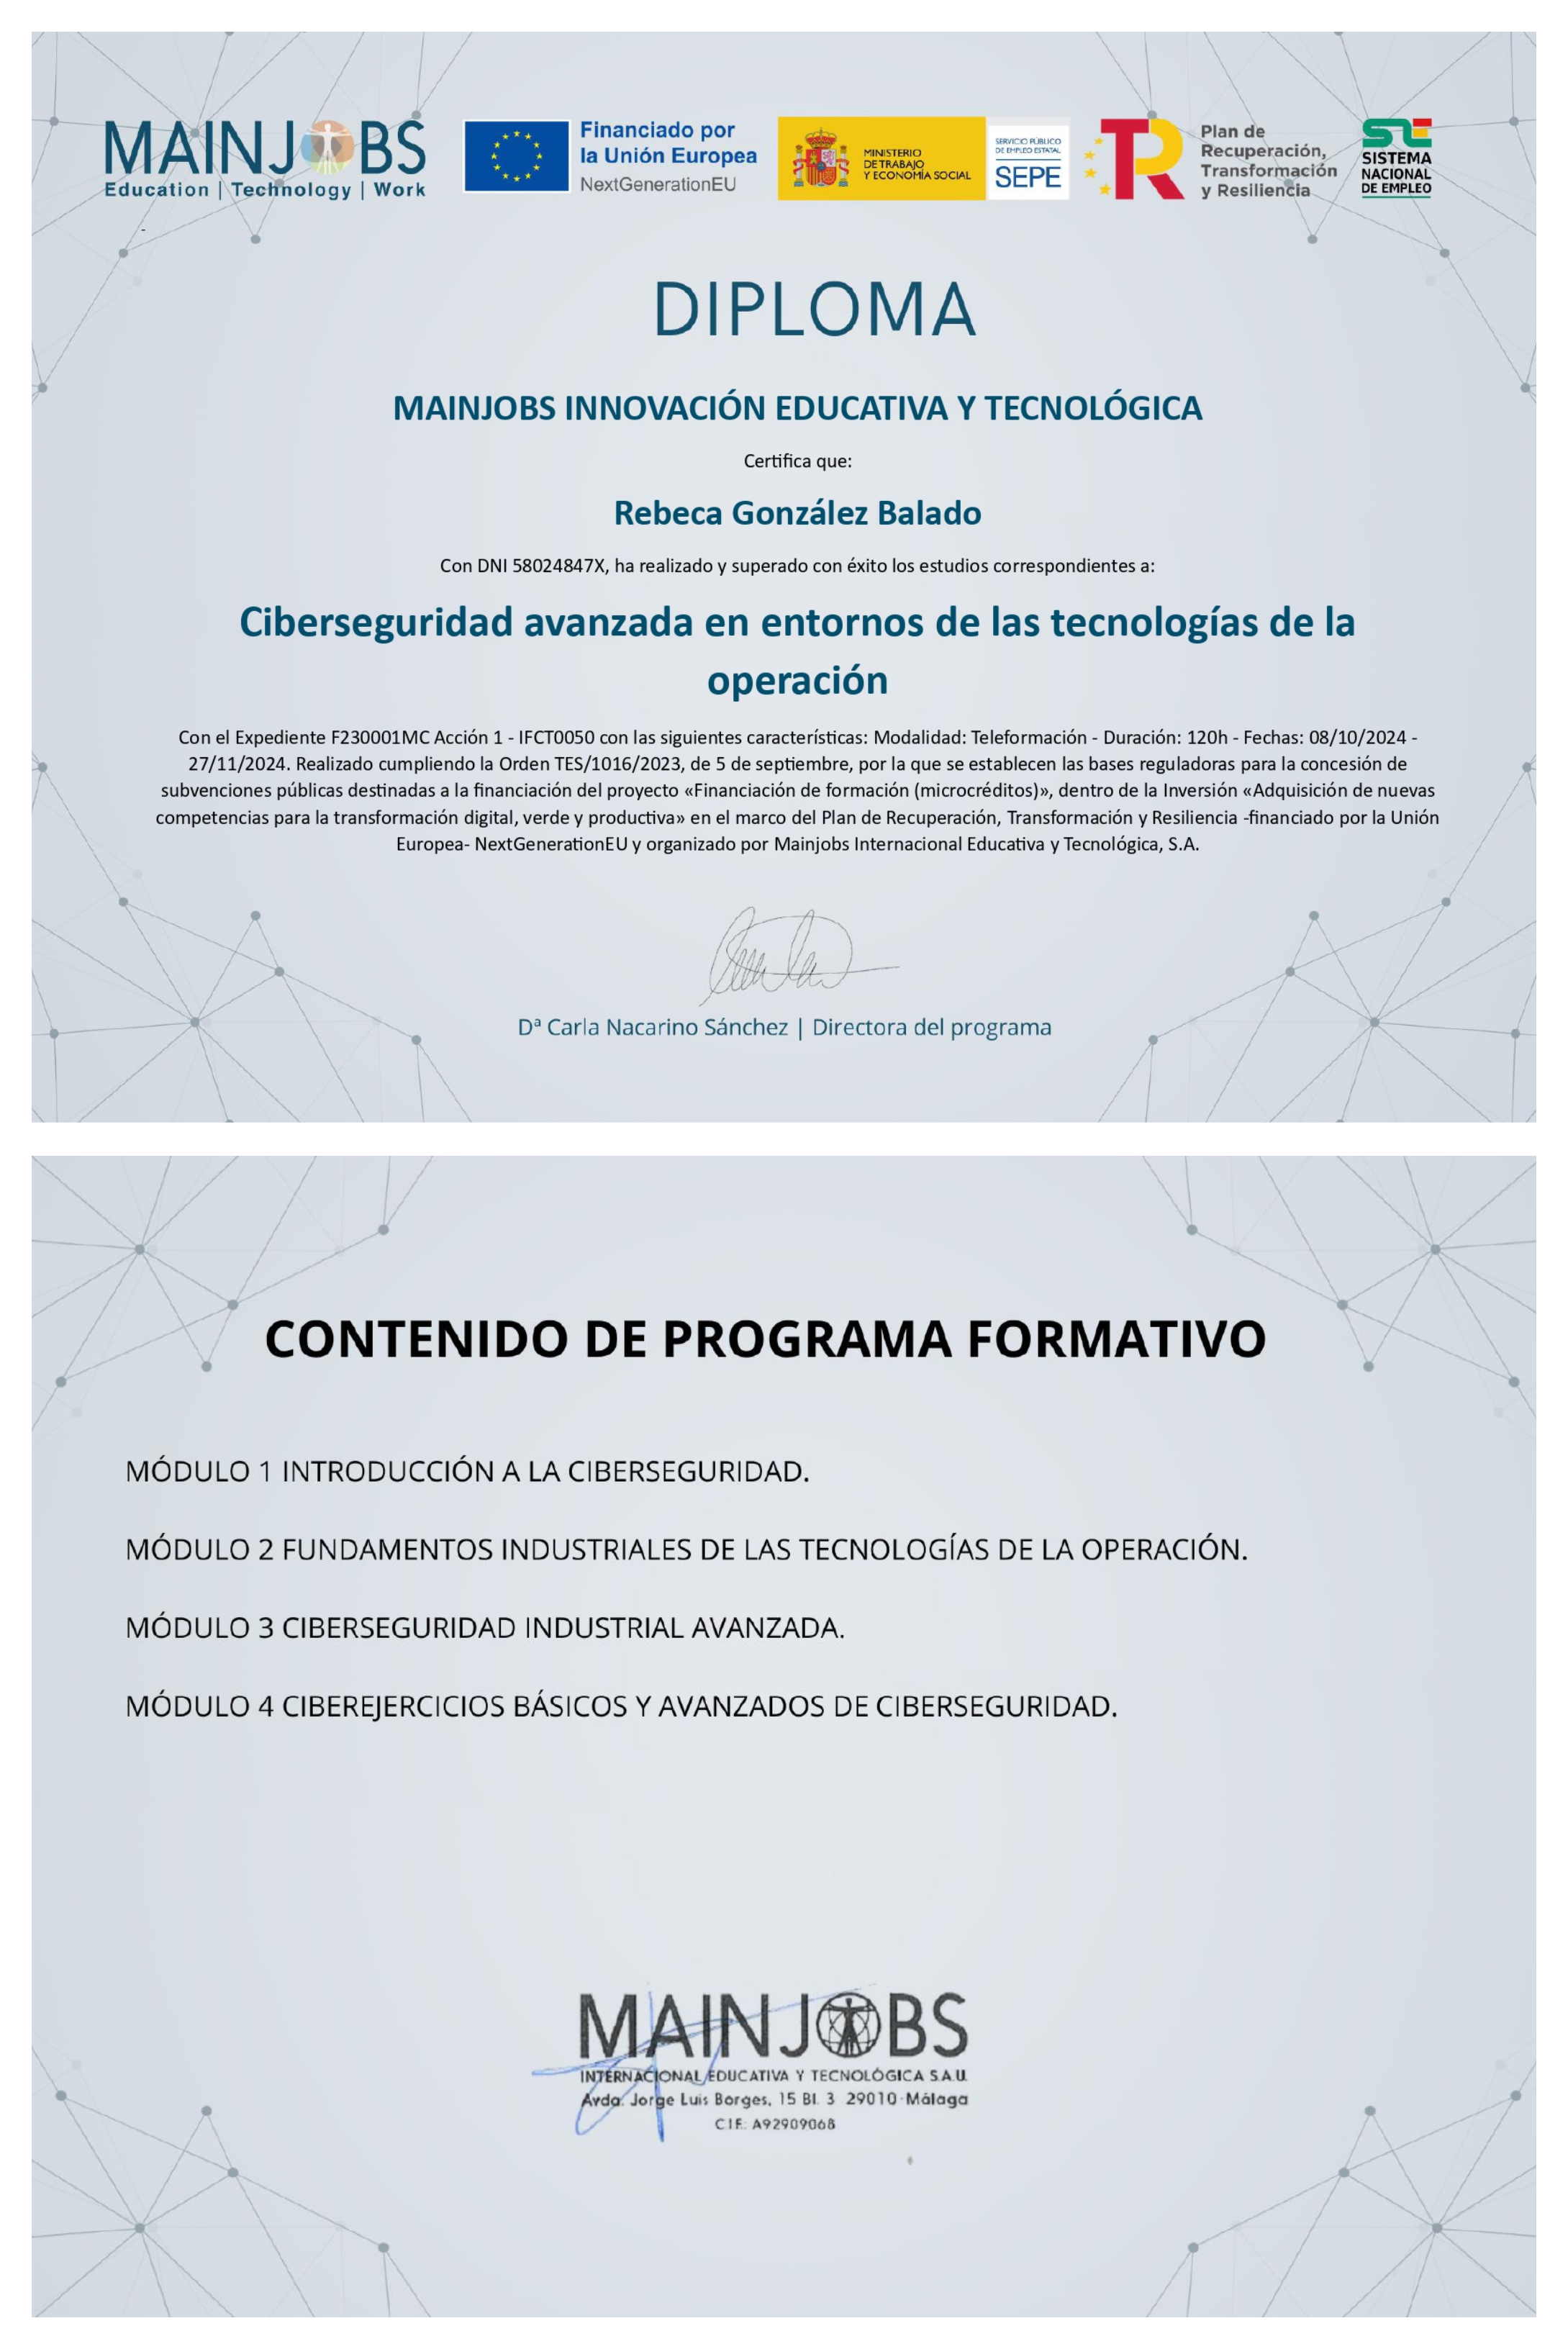 MAINJOBS
Education | Technology | Work
Financiado por
la Unión Europea
NextGenerationEU
MINISTERIO
DE TRABAJO
Y ECONOMÍA SOCIAL
SERVICIO PÚBLICO
DE EMPLEO ESTATAL
SEPE
Plan de
Recuperación,
Transformación
y Resiliencia
SISTEMA
NACIONAL
DE EMPLEO
DIPLOMA
MAINJOBS INNOVACIÓN EDUCATIVA Y TECNOLÓGICA
Certifica que:
Rebeca González Balado
Con DNI 58024847X, ha realizado y superado con éxito los estudios correspondientes a:
Ciberseguridad avanzada en entornos de las tecnologías de la
operación
Con el Expediente F230001MC Acción 1 - IFCT0050 con las siguientes características: Modalidad: Teleformación - Duración: 120h - Fechas: 08/10/2024 -
27/11/2024. Realizado cumpliendo la Orden TES/1016/2023, de 5 de septiembre, por la que se establecen las bases reguladoras para la concesión de
subvenciones públicas destinadas a la financiación del proyecto «Financiación de formación (microcréditos)», dentro de la Inversión «Adquisición de nuevas
competencias para la transformación digital, verde y productiva» en el marco del Plan de Recuperación, Transformación y Resiliencia -financiado por la Unión
Europea- NextGenerationEU y organizado por Mainjobs Internacional Educativa y Tecnológica, S.A.
Dª Carla Nacarino Sánchez | Directora del programa
CONTENIDO DE PROGRAMA FORMATIVO
MÓDULO 1 INTRODUCCIÓN A LA CIBERSEGURIDAD.
MÓDULO 2 FUNDAMENTOS INDUSTRIALES DE LAS TECNOLOGÍAS DE LA OPERACIÓN.
MÓDULO 3 CIBERSEGURIDAD INDUSTRIAL AVANZADA.
MÓDULO 4 CIBEREJERCICIOS BÁSICOS Y AVANZADOS DE CIBERSEGURIDAD.
MAINJOBS
INTERNACIONAL EDUCATIVA Y TECNOLÓGICA S.A.U.
Avda. Jorge Luis Borges, 15 Bl. 3 29010-Málaga
C.I.F.: A92909068